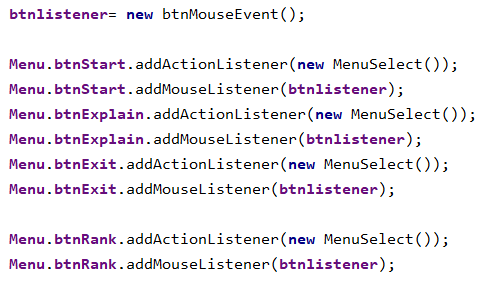 btnlistener= new btnMouseEvent();
Menu.btnStart.addActionListener(new MenuSelect());
Menu.btnStart.addMouseListener(btnlistener);
Menu.btnExplain.addActionListener(new MenuSelect());
Menu.btnExplain.addMouseListener(btnlistener);
Menu.btnExit.addActionListener(new MenuSelect());
Menu.btnExit.addMouseListener(btnlistener);
Menu.btnRank.addActionListener(new MenuSelect());
Menu.btnRank.addMouseListener(btnlistener);